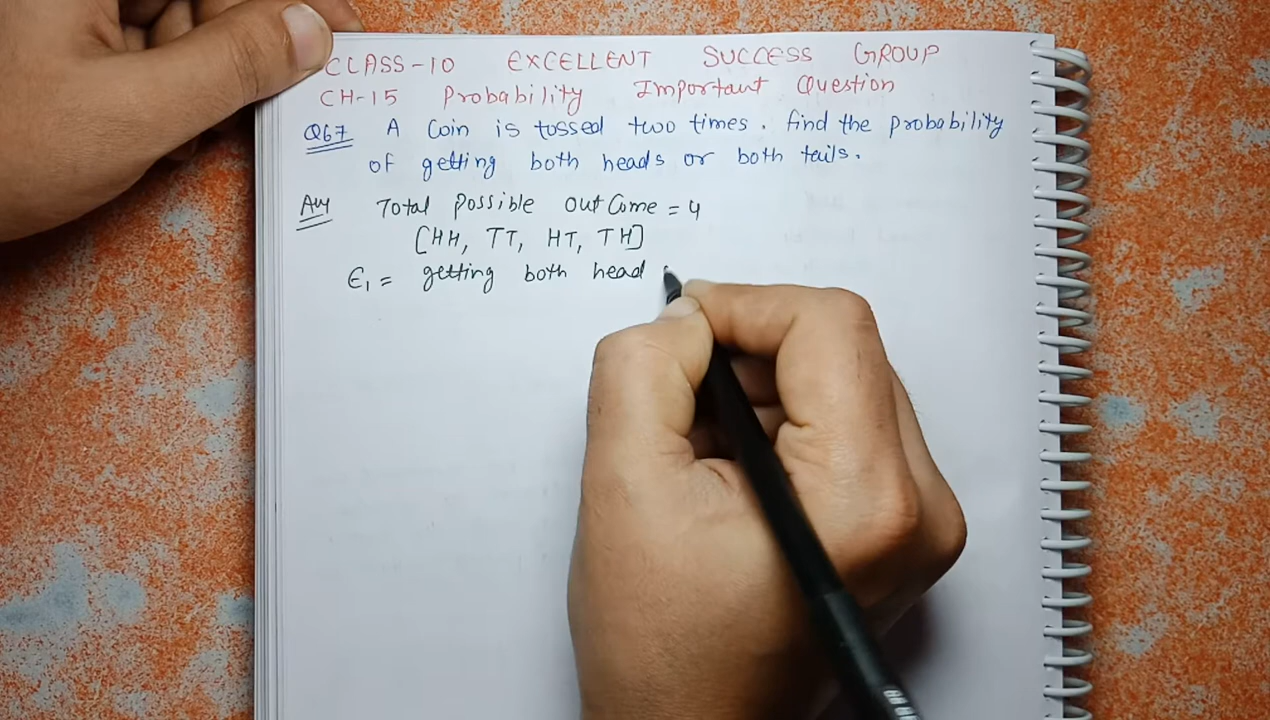 CLASS-10 EXCELLENT SUCCESS GROUP
CH-15 Probability Important Question
Q67 A Coin is tossed two times. find the probability
of getting both heads or both tails.
Ans Total possible outCome = 4
[HH, TT, HT, TH]
E₁ = getting both head